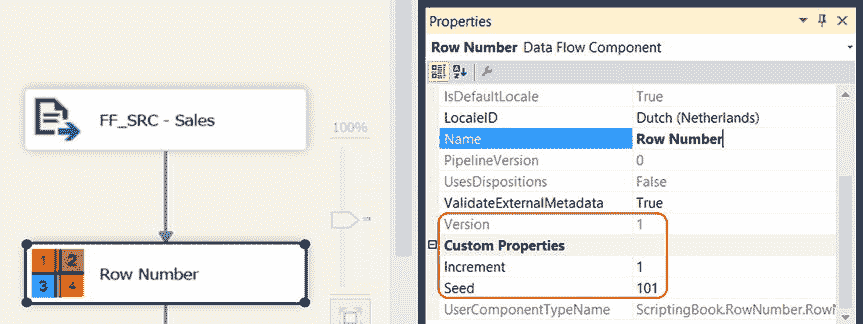 FF_SRC - Sales
100%
1 2
3 4
Row Number
Properties
Row Number Data Flow Component
IsDefaultLocale True
LocaleID Dutch (Netherlands)
Name Row Number
PipelineVersion 0
UsesDispositions False
ValidateExternalMetadata True
Version 1
Custom Properties
Increment 1
Seed 101
UserComponentTypeName ScriptingBook.RowNumber.RowN